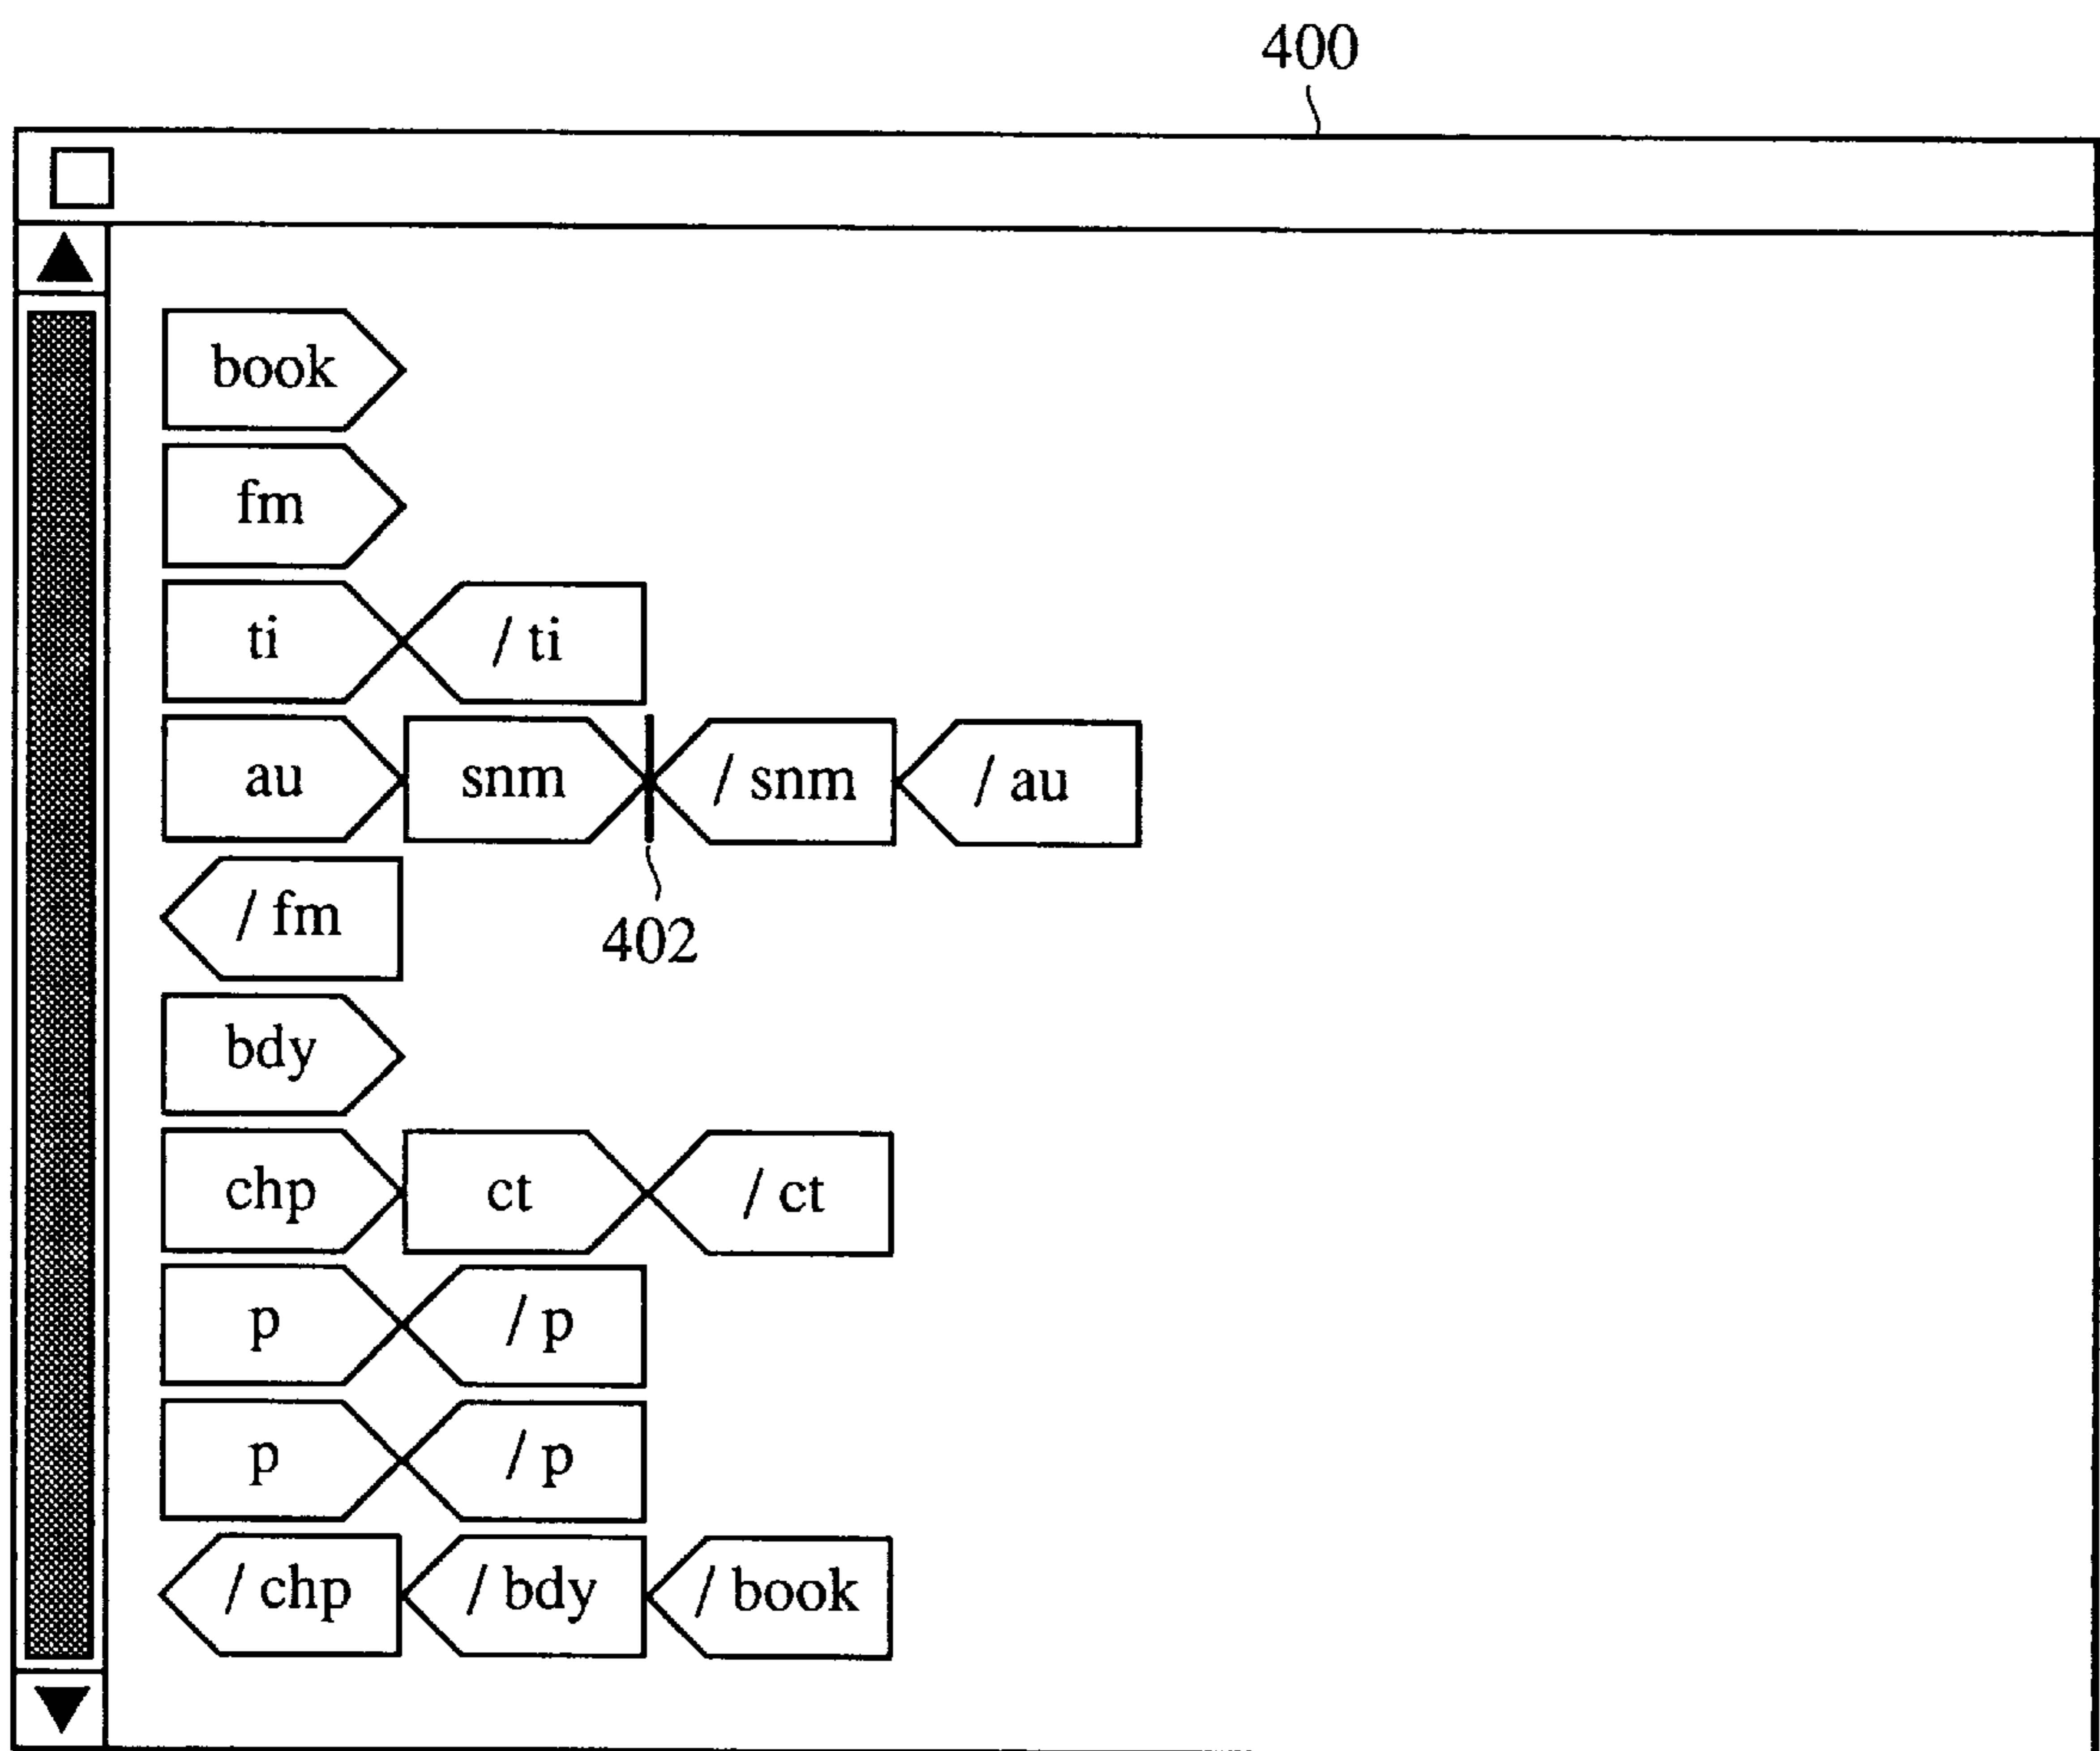 400
book
fm
ti / ti
au snm / snm / au
/ fm
402
bdy
chp ct / ct
p / p
p / p
/ chp / bdy / book